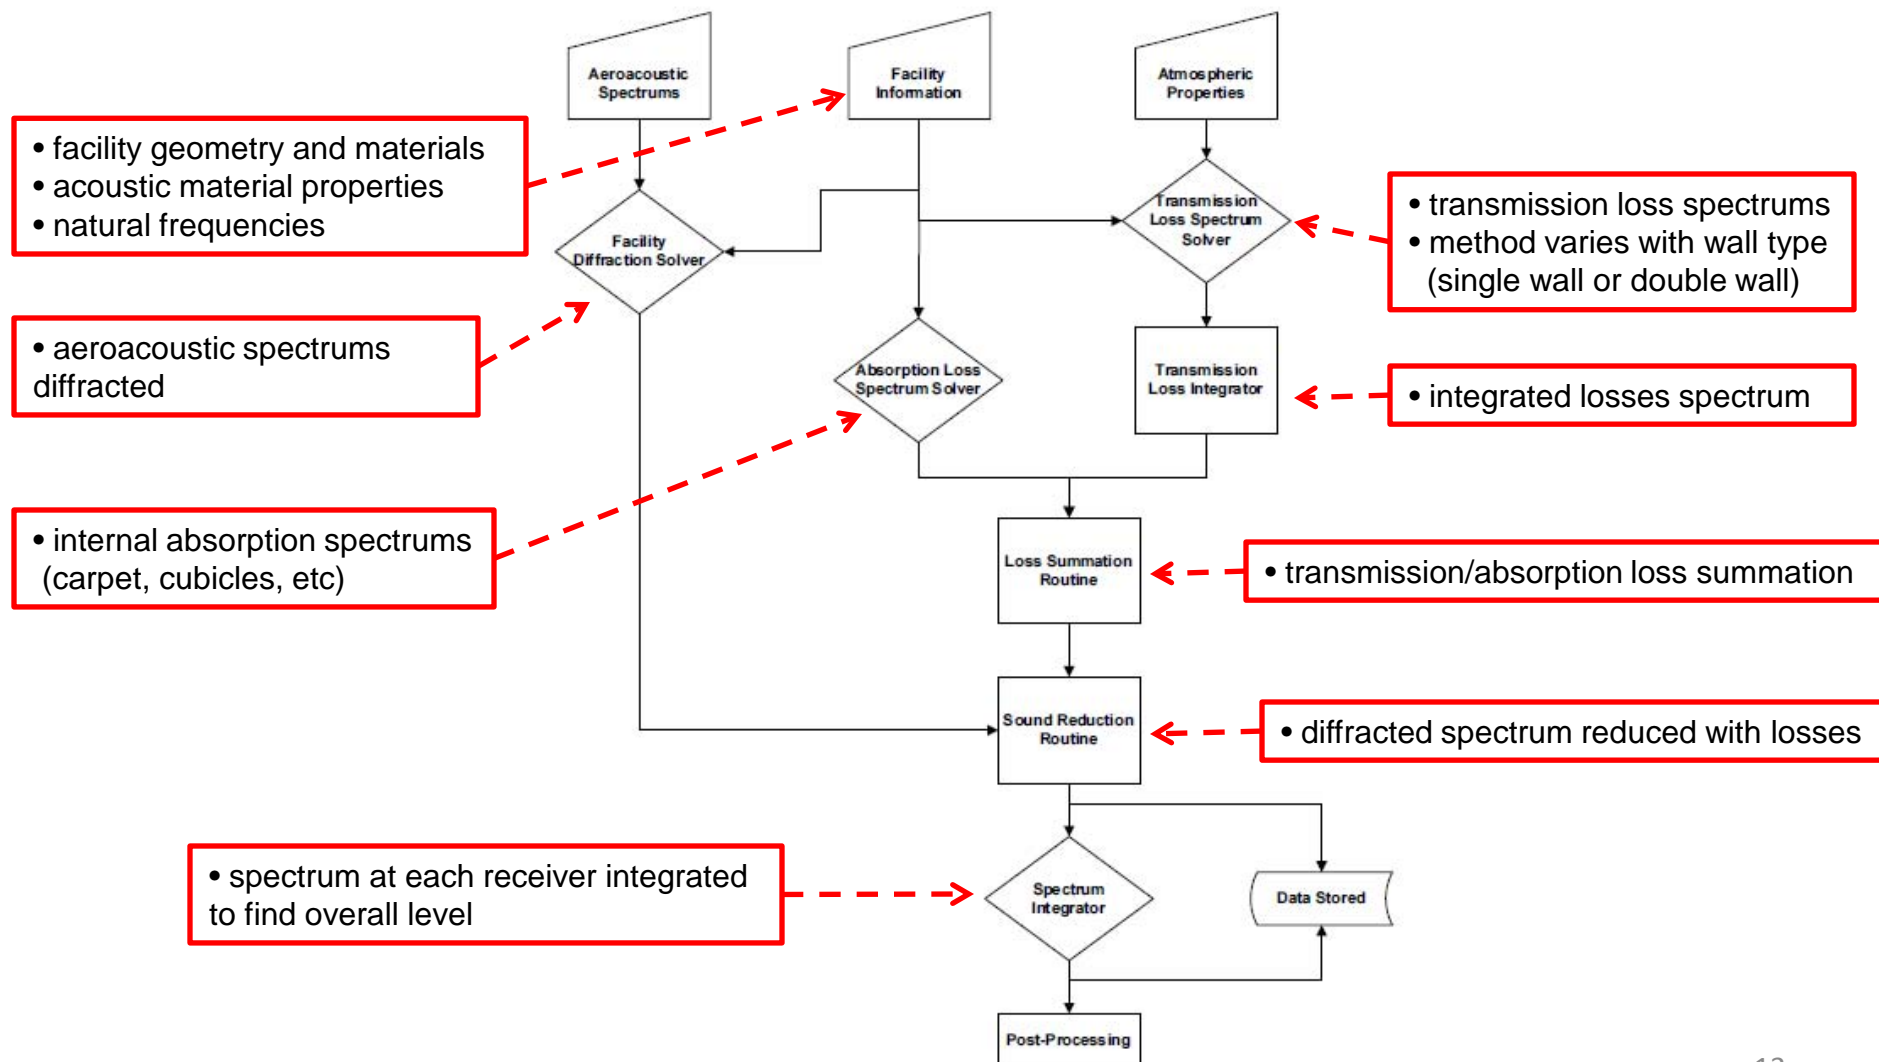 Aeroacoustic
Spectrums
Facility
Information
Atmospheric
Properties
• facility geometry and materials
• acoustic material properties
• natural frequencies
Facility
Diffraction Solver
Transmission
Loss Spectrum
Solver
• transmission loss spectrums
• method varies with wall type
(single wall or double wall)
• aeroacoustic spectrums
diffracted
Absorption Loss
Spectrum Solver
Transmission
Loss Integrator
• integrated losses spectrum
• internal absorption spectrums
(carpet, cubicles, etc)
Loss Summation
Routine
• transmission/absorption loss summation
Sound Reduction
Routine
• diffracted spectrum reduced with losses
• spectrum at each receiver integrated
to find overall level
Spectrum
Integrator
Data Stored
Post-Processing